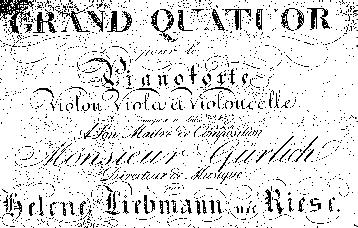 GRAND QUATUOR
pour le
Pianoforte
Violon, Viola et Violoncelle
à Son Maitre de Composition
Monsieur Gürlich
Directeur de Musique
Helene Liebmann née Riese.